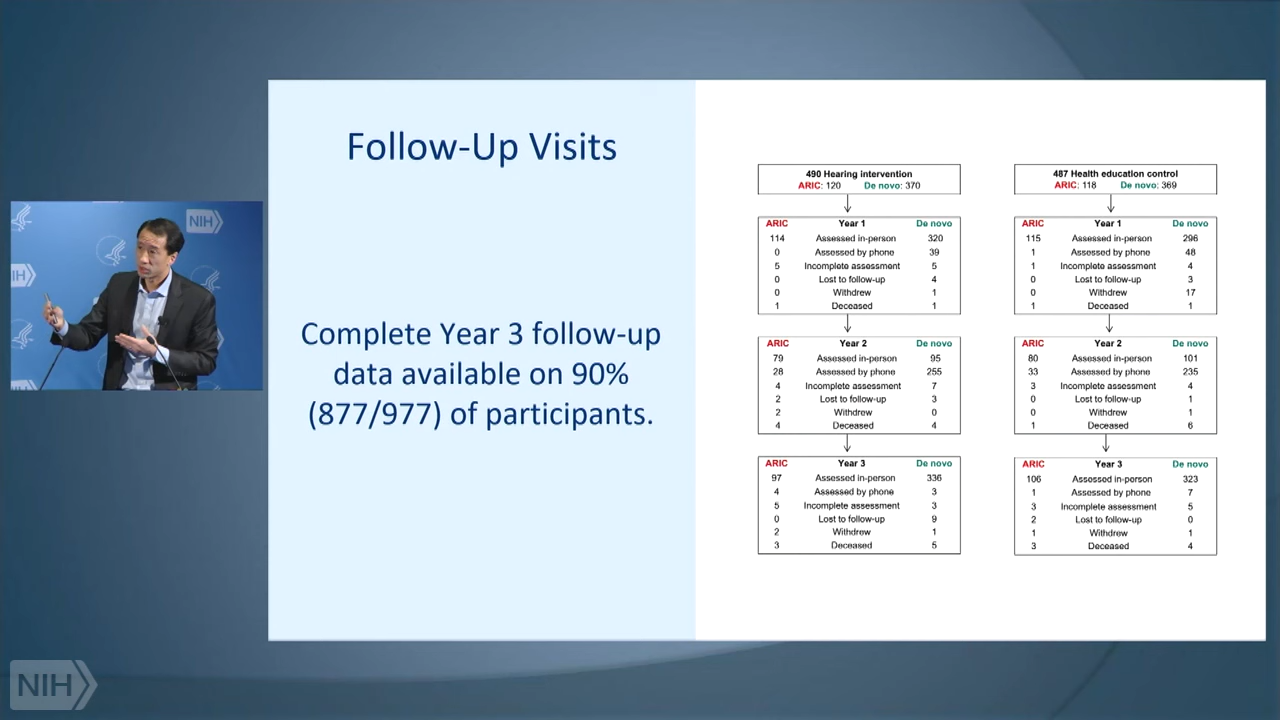 NIH
IH
Follow-Up Visits
Complete Year 3 follow-up
data available on 90%
(877/977) of participants.
490 Hearing intervention
ARIC: 120 De novo: 370
ARIC Year 1 De novo
114 Assessed in-person 320
0 Assessed by phone 39
5 Incomplete assessment 5
0 Lost to follow-up 4
0 Withdrew 1
1 Deceased 1
ARIC Year 2 De novo
79 Assessed in-person 95
28 Assessed by phone 255
4 Incomplete assessment 7
2 Lost to follow-up 3
2 Withdrew 0
4 Deceased 4
ARIC Year 3 De novo
97 Assessed in-person 336
4 Assessed by phone 3
5 Incomplete assessment 3
0 Lost to follow-up 9
2 Withdrew 1
3 Deceased 5
487 Health education control
ARIC: 118 De novo: 369
ARIC Year 1 De novo
115 Assessed in-person 296
1 Assessed by phone 48
1 Incomplete assessment 4
0 Lost to follow-up 3
0 Withdrew 17
1 Deceased 1
ARIC Year 2 De novo
80 Assessed in-person 101
33 Assessed by phone 235
3 Incomplete assessment 4
0 Lost to follow-up 1
0 Withdrew 1
1 Deceased 6
ARIC Year 3 De novo
106 Assessed in-person 323
1 Assessed by phone 7
3 Incomplete assessment 5
2 Lost to follow-up 0
1 Withdrew 1
3 Deceased 4
NIH